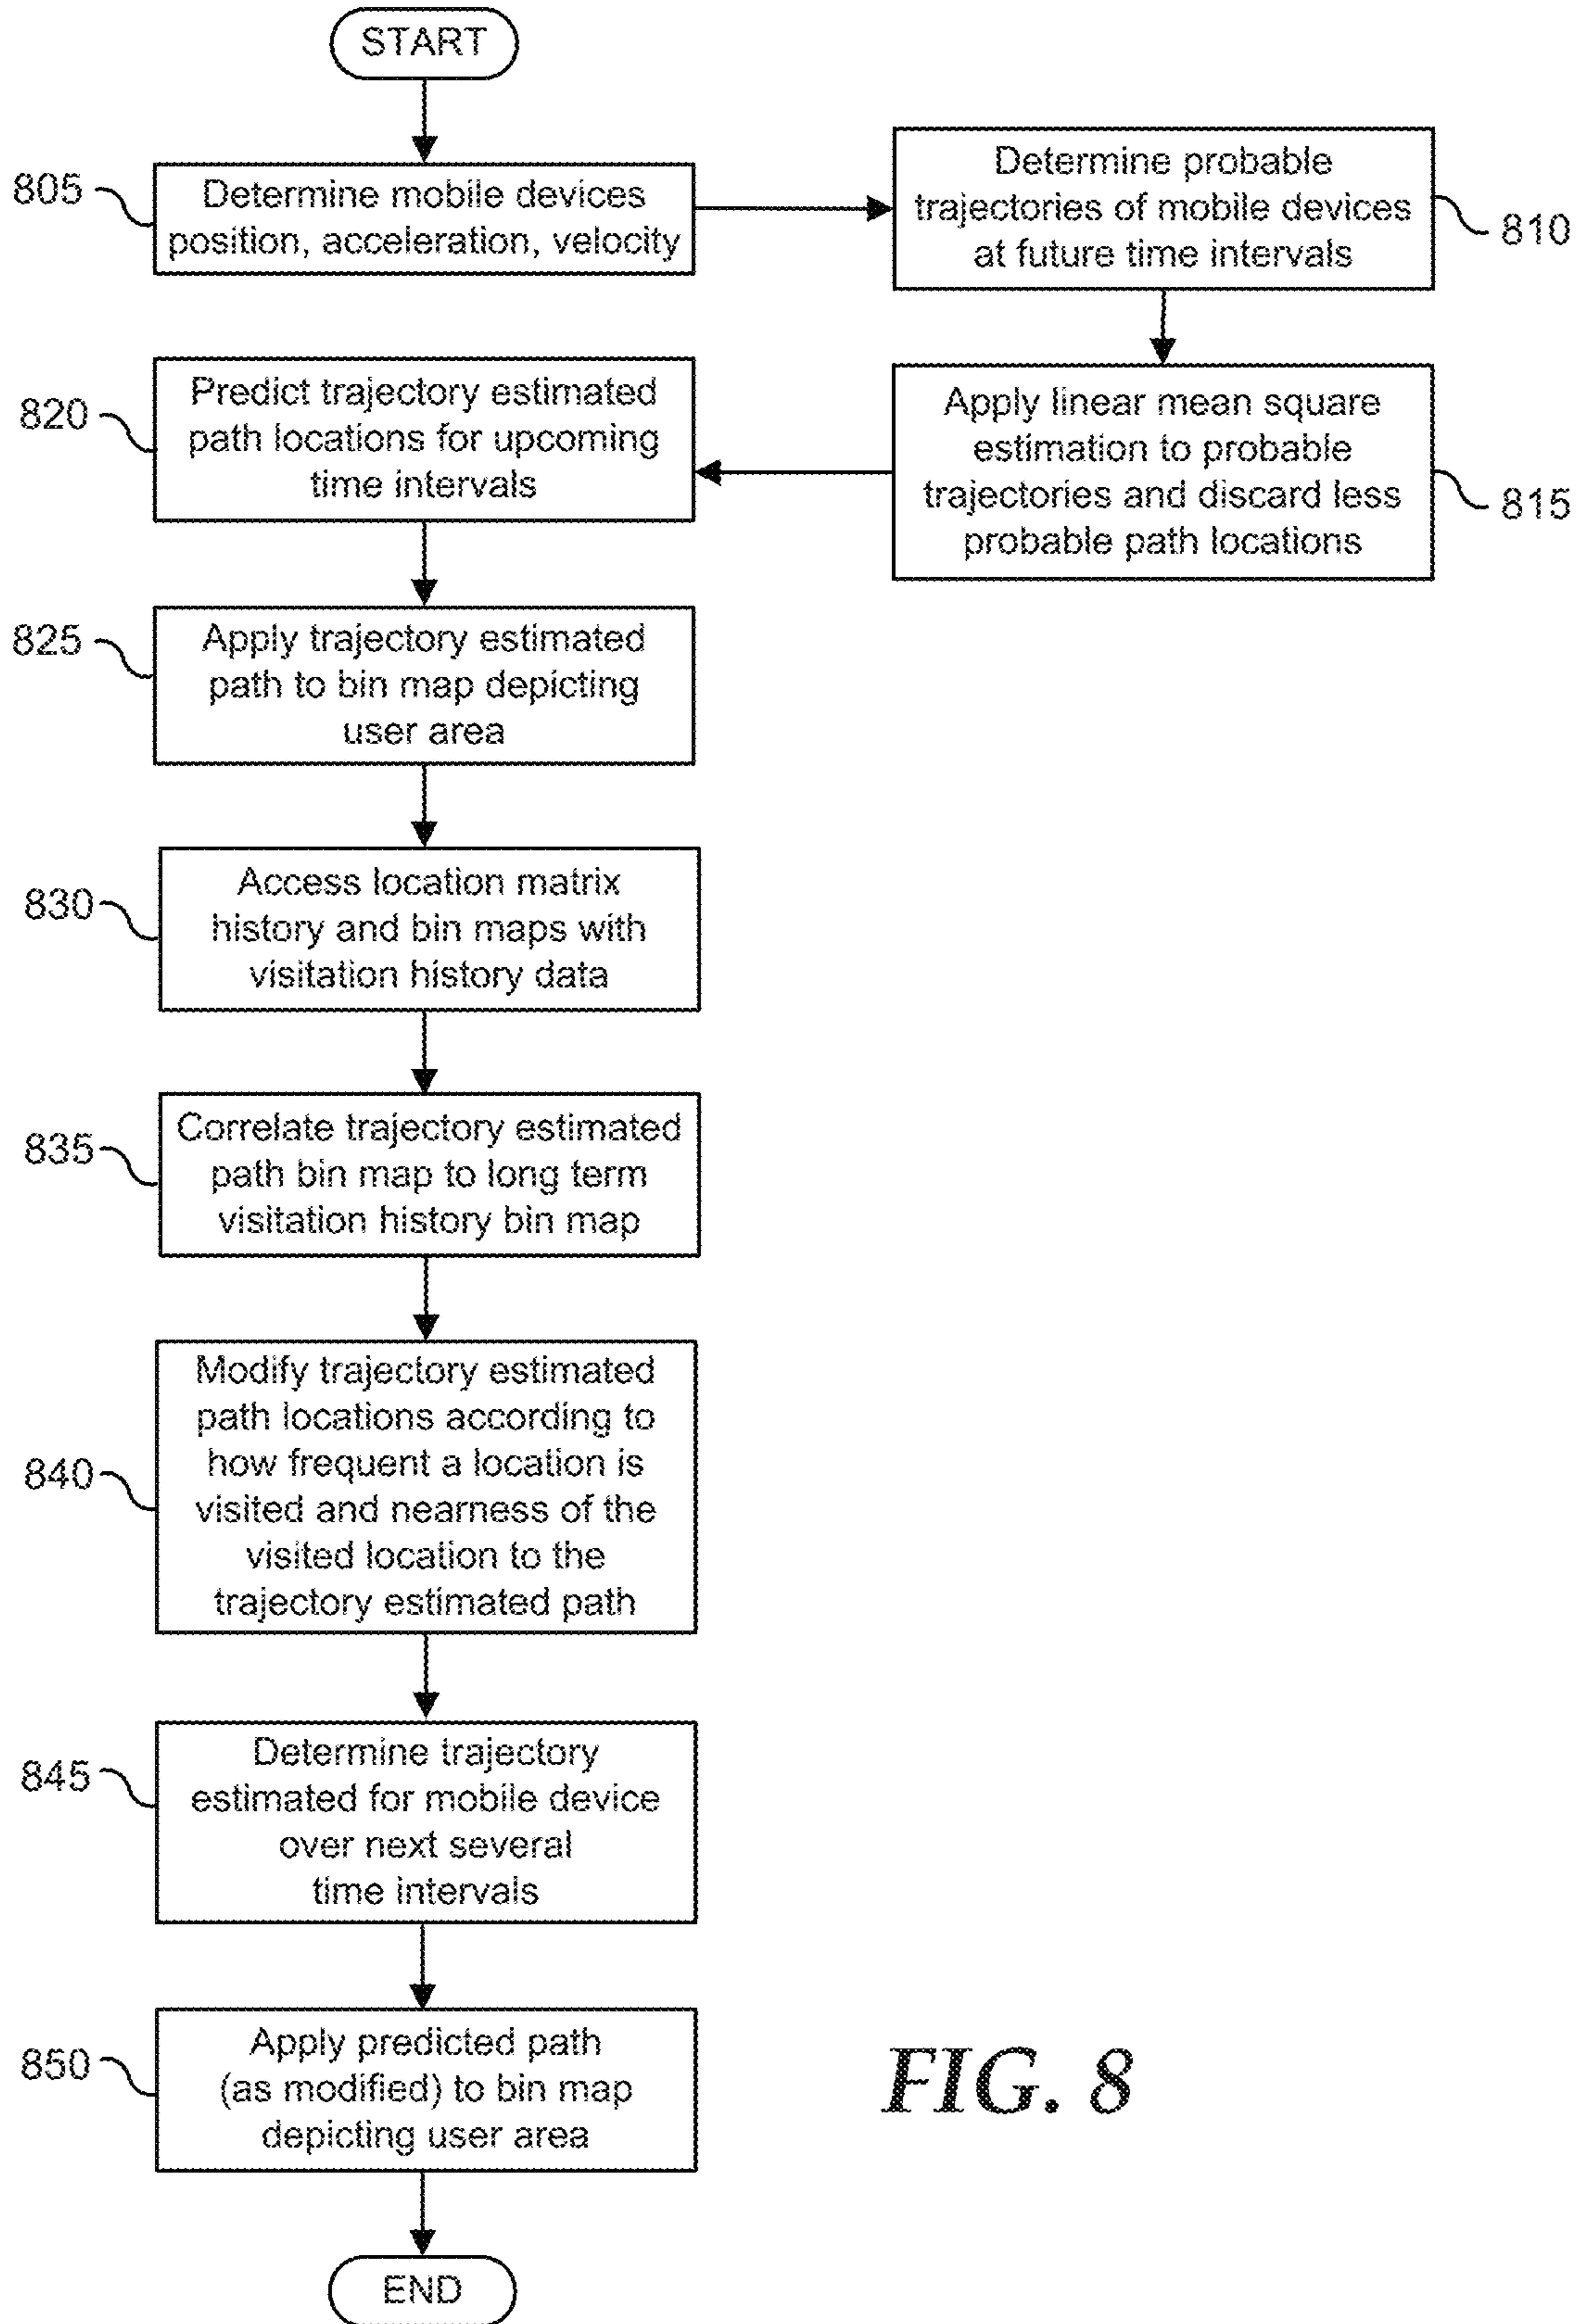 START
805
Determine mobile devices
position, acceleration, velocity
Determine probable
trajectories of mobile devices
at future time intervals
810
Apply linear mean square
estimation to probable
trajectories and discard less
probable path locations
815
820
Predict trajectory estimated
path locations for upcoming
time intervals
825
Apply trajectory estimated
path to bin map depicting
user area
830
Access location matrix
history and bin maps with
visitation history data
835
Correlate trajectory estimated
path bin map to long term
visitation history bin map
840
Modify trajectory estimated
path locations according to
how frequent a location is
visited and nearness of the
visited location to the
trajectory estimated path
845
Determine trajectory
estimated for mobile device
over next several
time intervals
850
Apply predicted path
(as modified) to bin map
depicting user area
END
FIG. 8